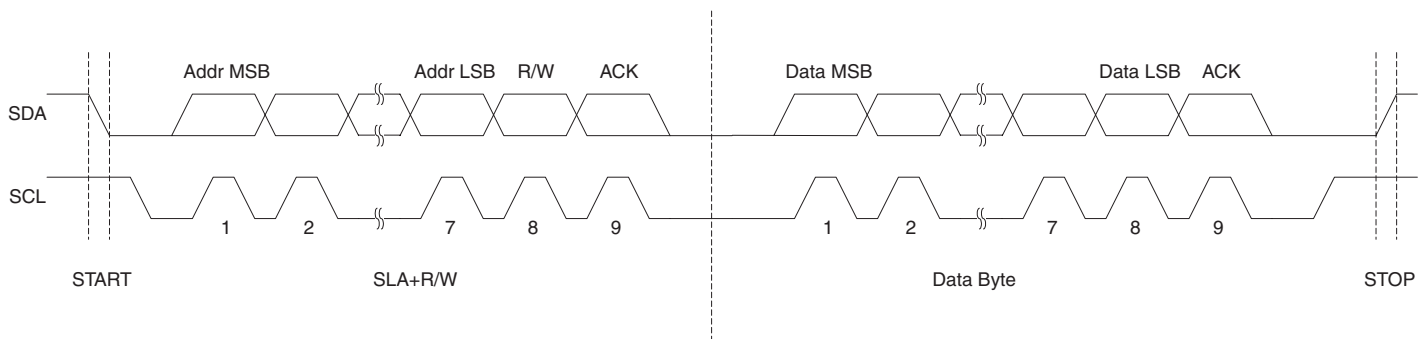 Addr MSB Addr LSB R/W ACK Data MSB Data LSB ACK
SDA
SCL
1 2 7 8 9 1 2 7 8 9
START SLA+R/W Data Byte STOP